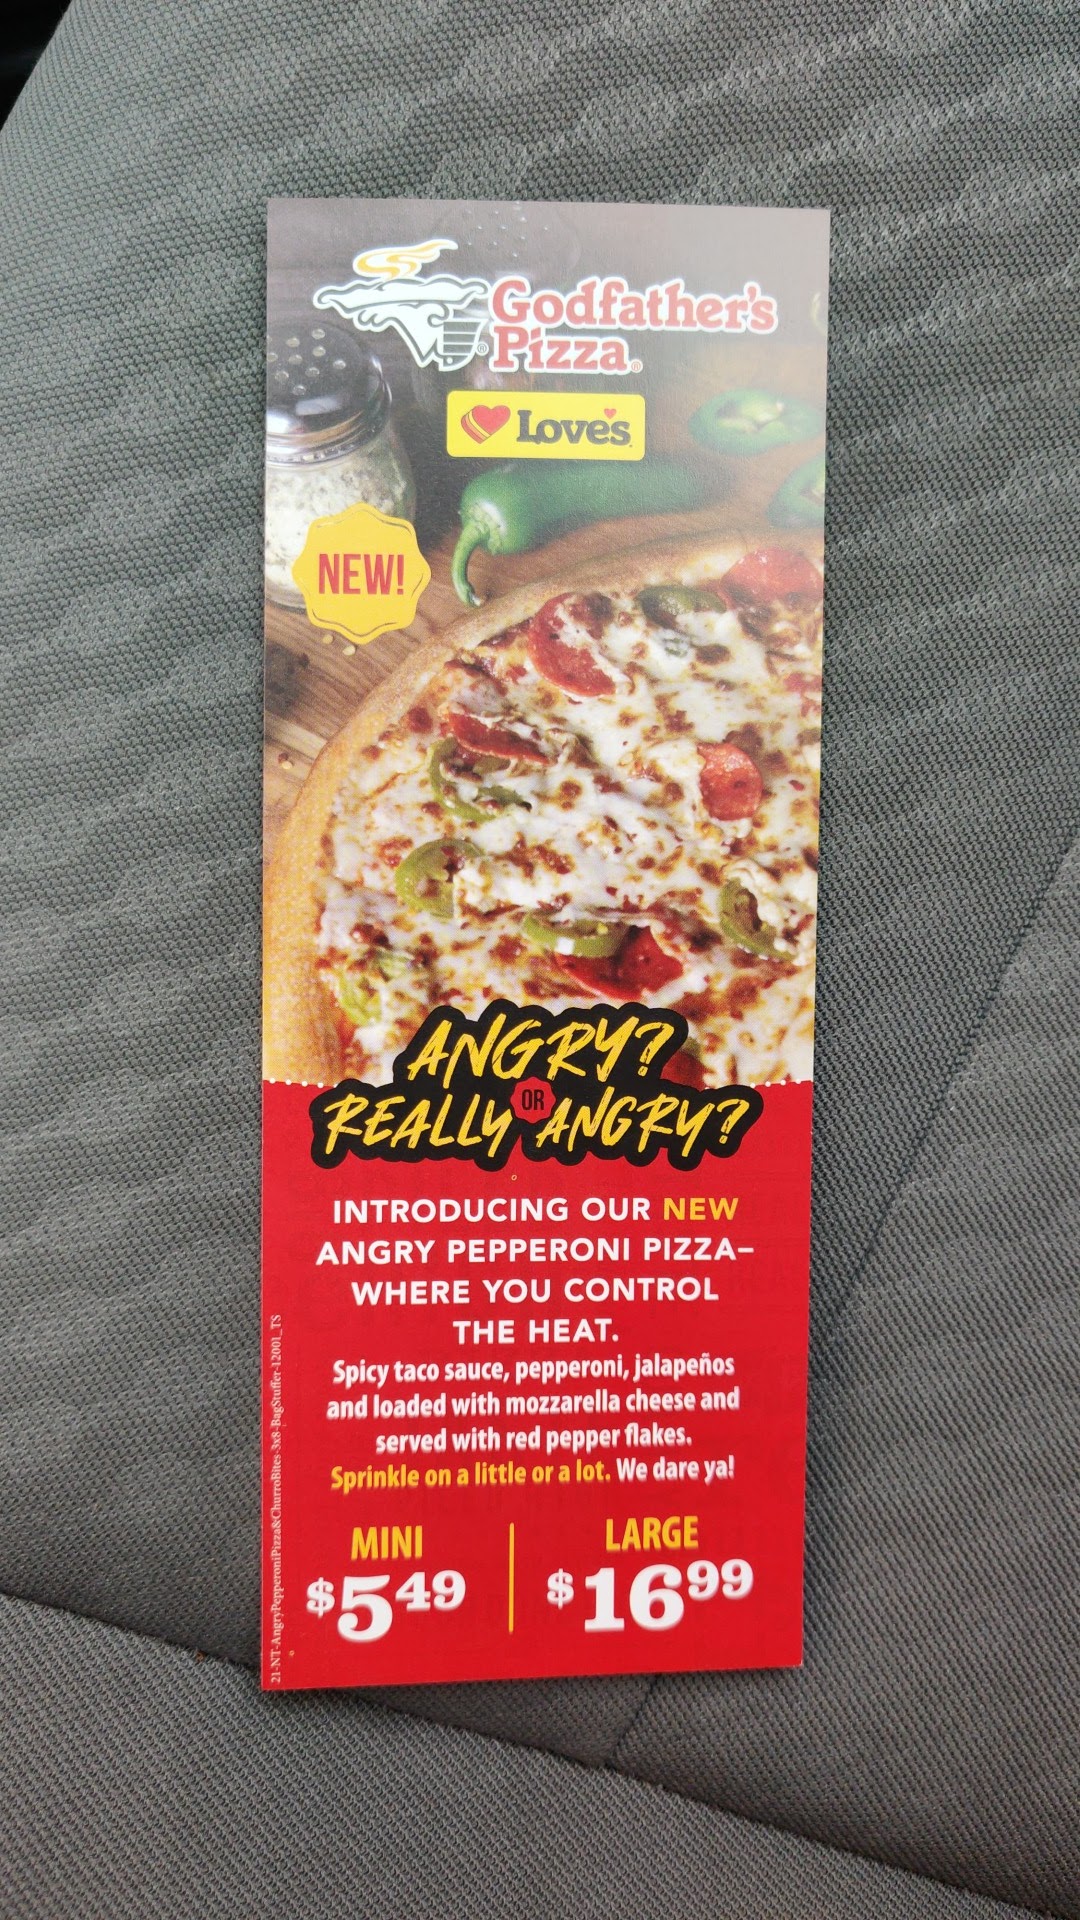 Godfather's
Pizza®
Love's
NEW!
ANGRY?
OR
REALLY ANGRY?
INTRODUCING OUR NEW
ANGRY PEPPERONI PIZZA–
WHERE YOU CONTROL
THE HEAT.
Spicy taco sauce, pepperoni, jalapeños
and loaded with mozzarella cheese and
served with red pepper flakes.
Sprinkle on a little or a lot. We dare ya!
MINI
$549
LARGE
$1699
21-NT-AngryPepperoniPizza&ChurroBites-3x8-BagStuffer-12001_TS